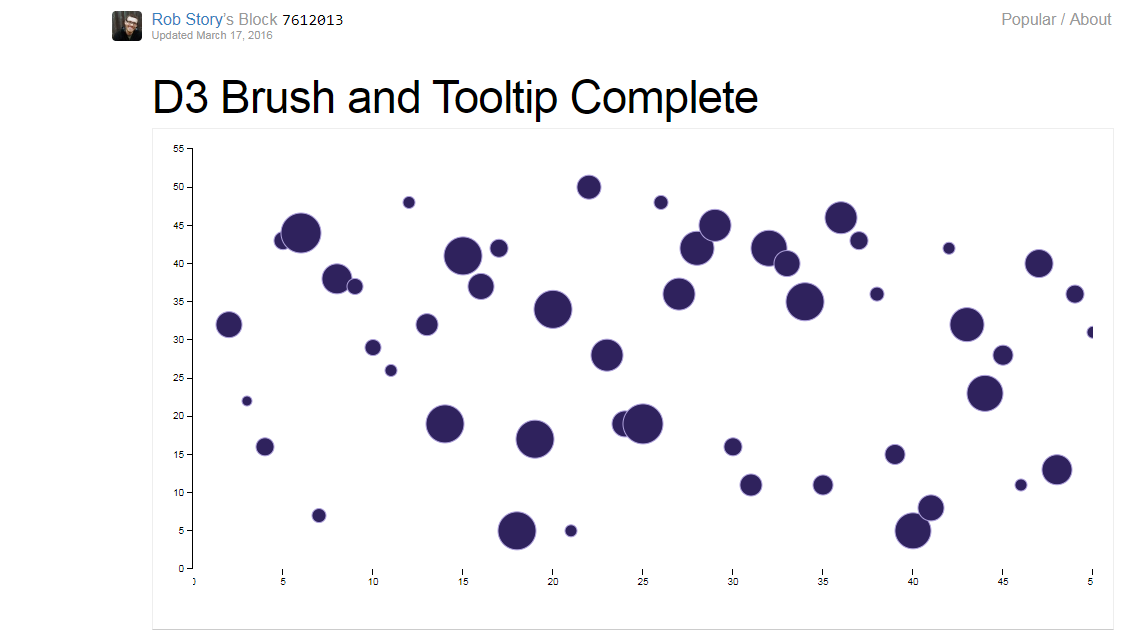 Rob Story's Block 7612013
Popular / About
Updated March 17, 2016
D3 Brush and Tooltip Complete
55
50
45
40
35
30
25
20
15
10
5
0
5 10 15 20 25 30 35 40 45 5